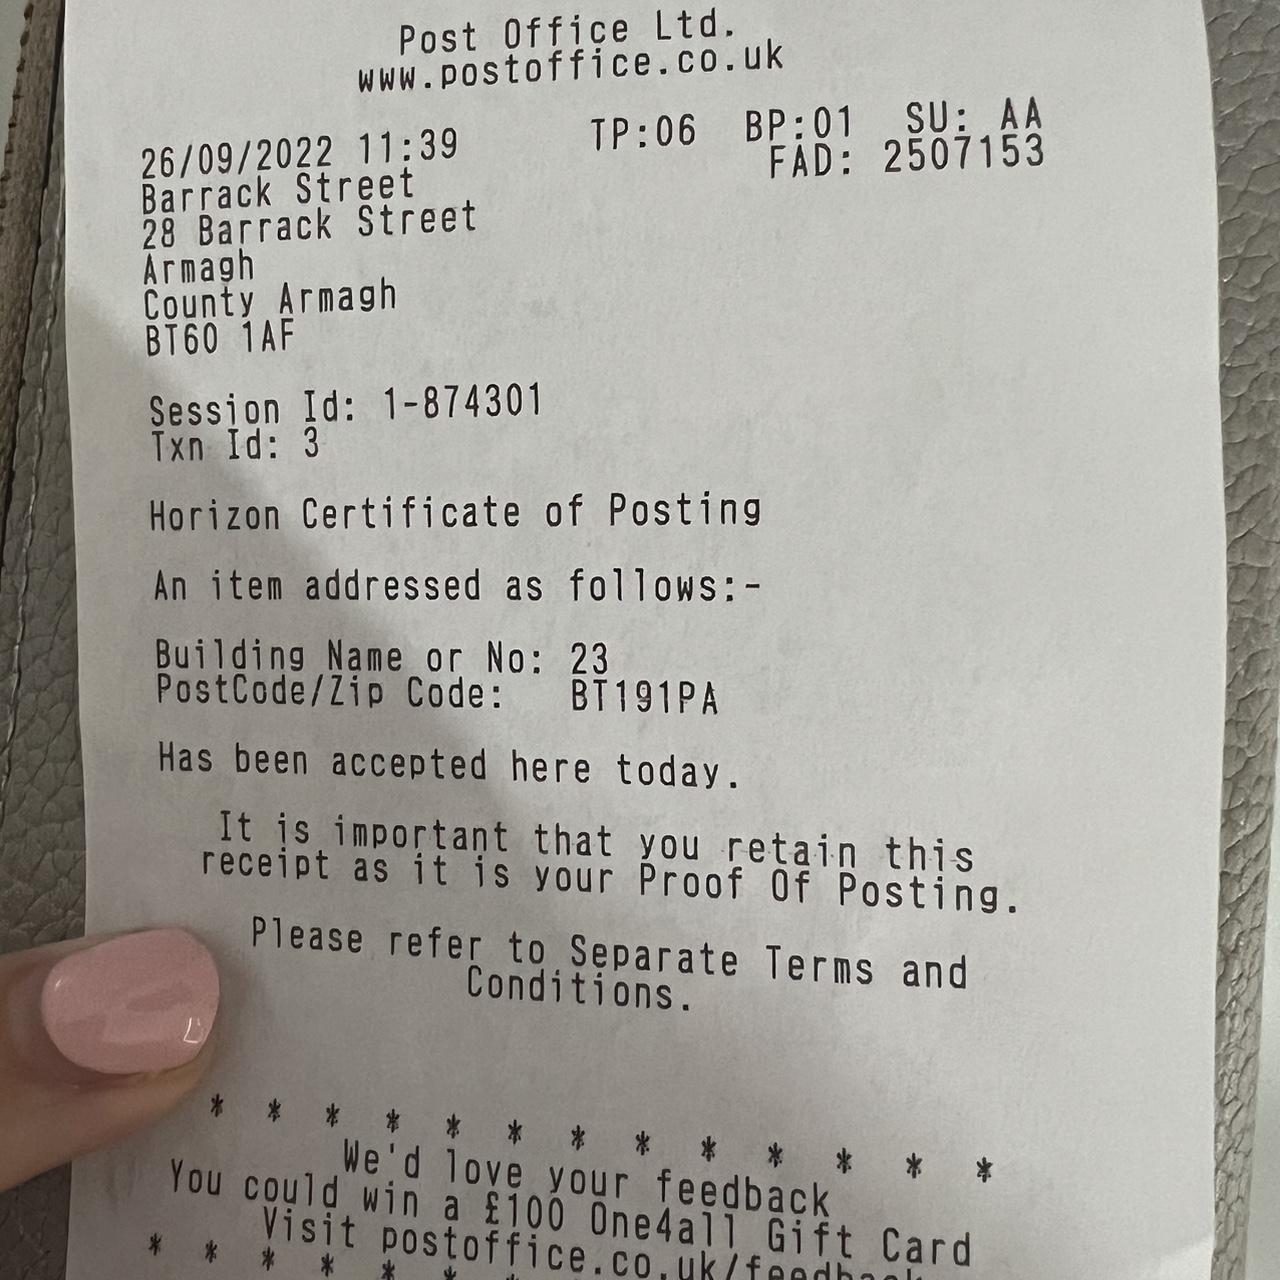 Post Office Ltd.
www.postoffice.co.uk
26/09/2022 11:39 TP:06 BP:01 SU: AA
Barrack Street FAD: 2507153
28 Barrack Street
Armagh
County Armagh
BT60 1AF
Session Id: 1-874301
Txn Id: 3
Horizon Certificate of Posting
An item addressed as follows:-
Building Name or No: 23
PostCode/Zip Code: BT191PA
Has been accepted here today.
It is important that you retain this
receipt as it is your Proof Of Posting.
Please refer to Separate Terms and
Conditions.
* * * * * * * * * * * * *
We'd love your feedback
You could win a £100 One4all Gift Card
Visit postoffice.co.uk/feedback
* * * * * * *